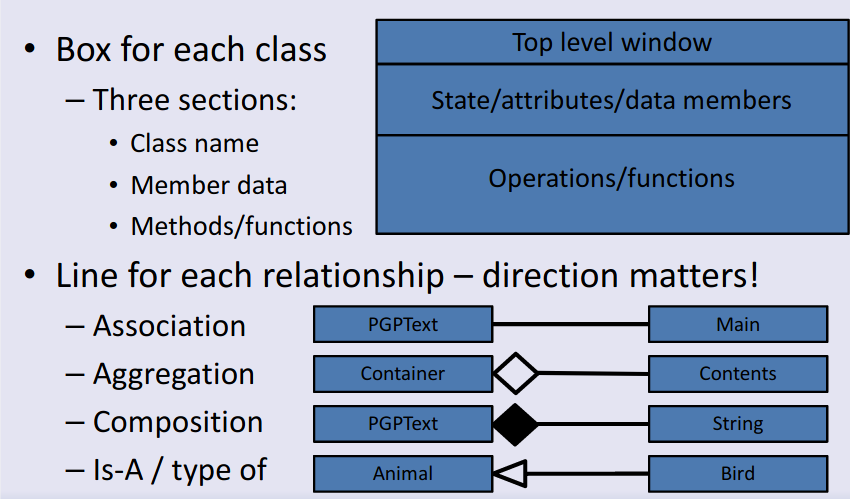 • Box for each class
– Three sections:
• Class name
• Member data
• Methods/functions
Top level window
State/attributes/data members
Operations/functions
• Line for each relationship – direction matters!
– Association
PGPText
Main
– Aggregation
Container
Contents
– Composition
PGPText
String
– Is-A / type of
Animal
Bird